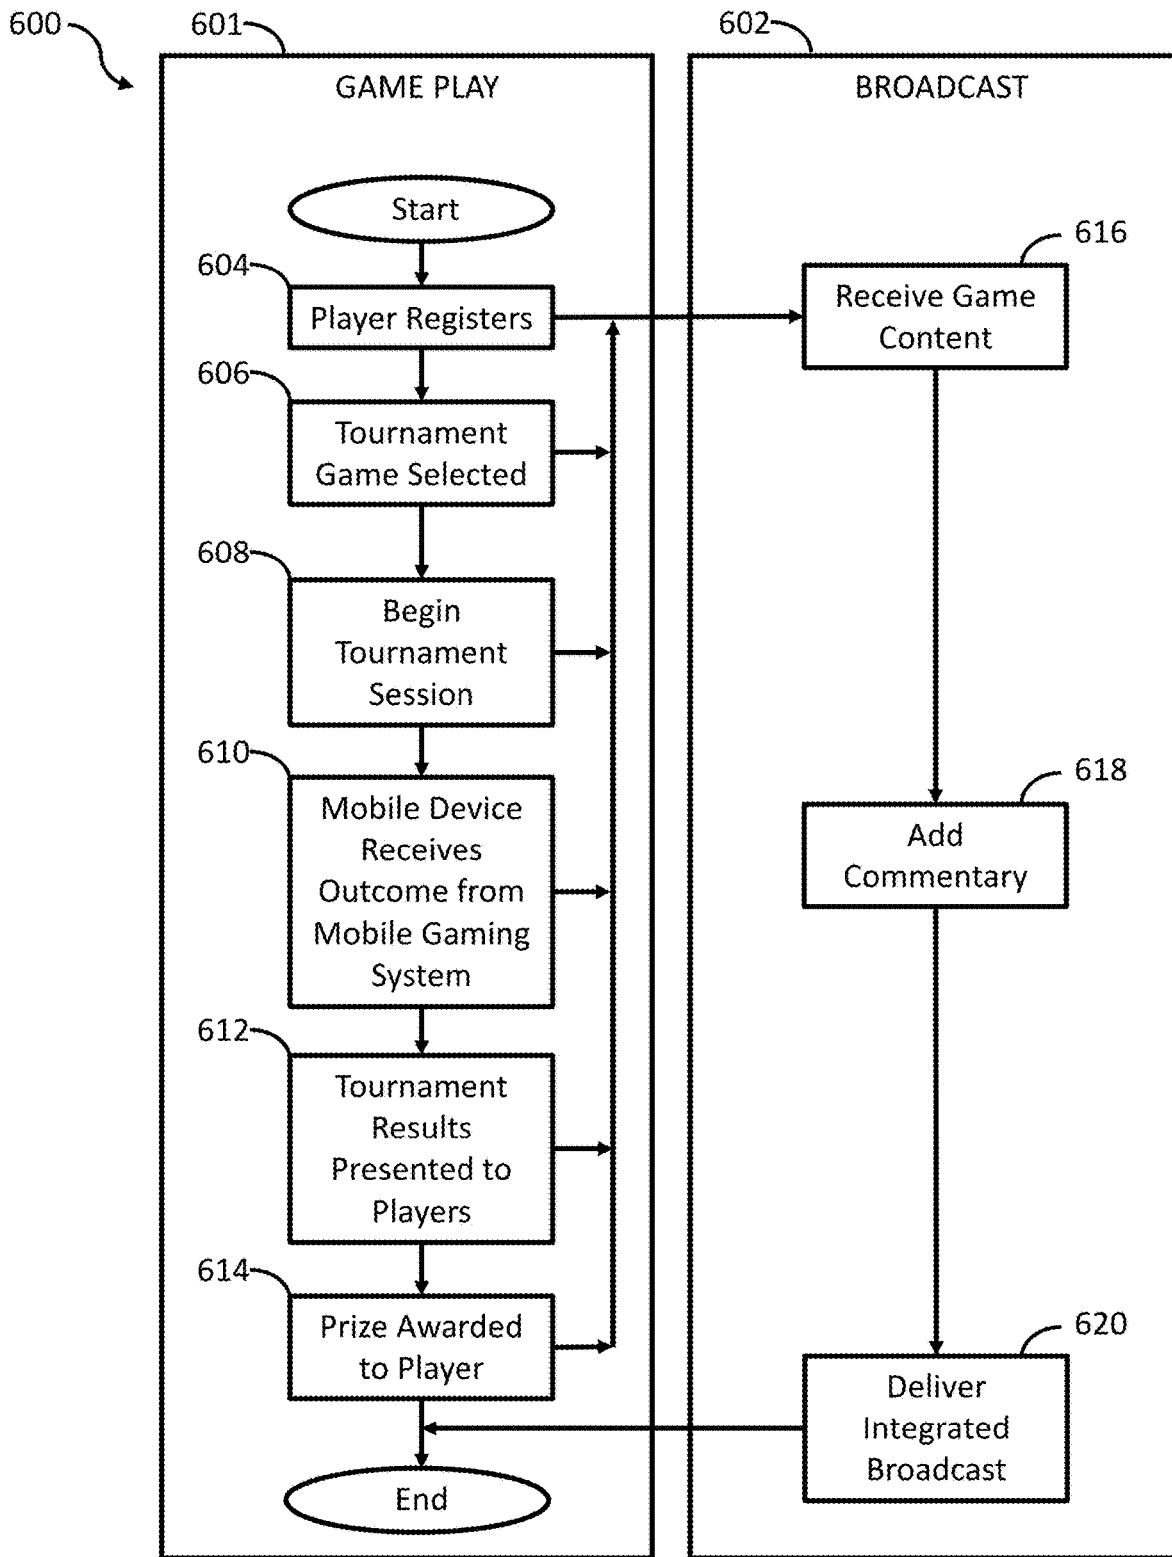 600
601
GAME PLAY
Start
604
Player Registers
606
Tournament
Game Selected
608
Begin
Tournament
Session
610
Mobile Device
Receives
Outcome from
Mobile Gaming
System
612
Tournament
Results
Presented to
Players
614
Prize Awarded
to Player
End
602
BROADCAST
616
Receive Game
Content
618
Add
Commentary
620
Deliver
Integrated
Broadcast